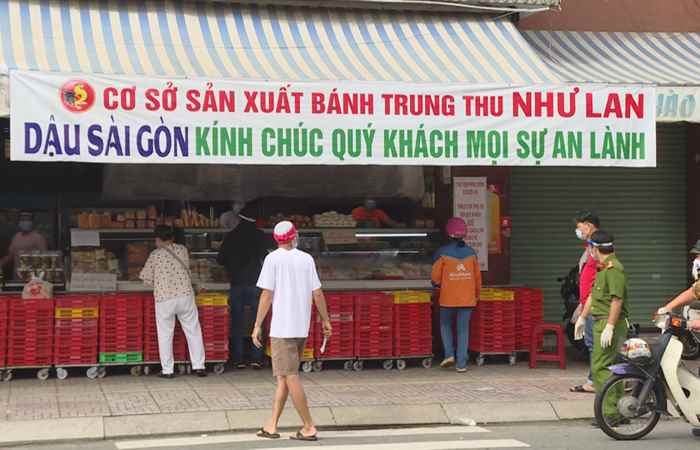 CƠ SỞ SẢN XUẤT BÁNH TRUNG THU NHƯ LAN
DẬU SÀI GÒN KÍNH CHÚC QUÝ KHÁCH MỌI SỰ AN LÀNH